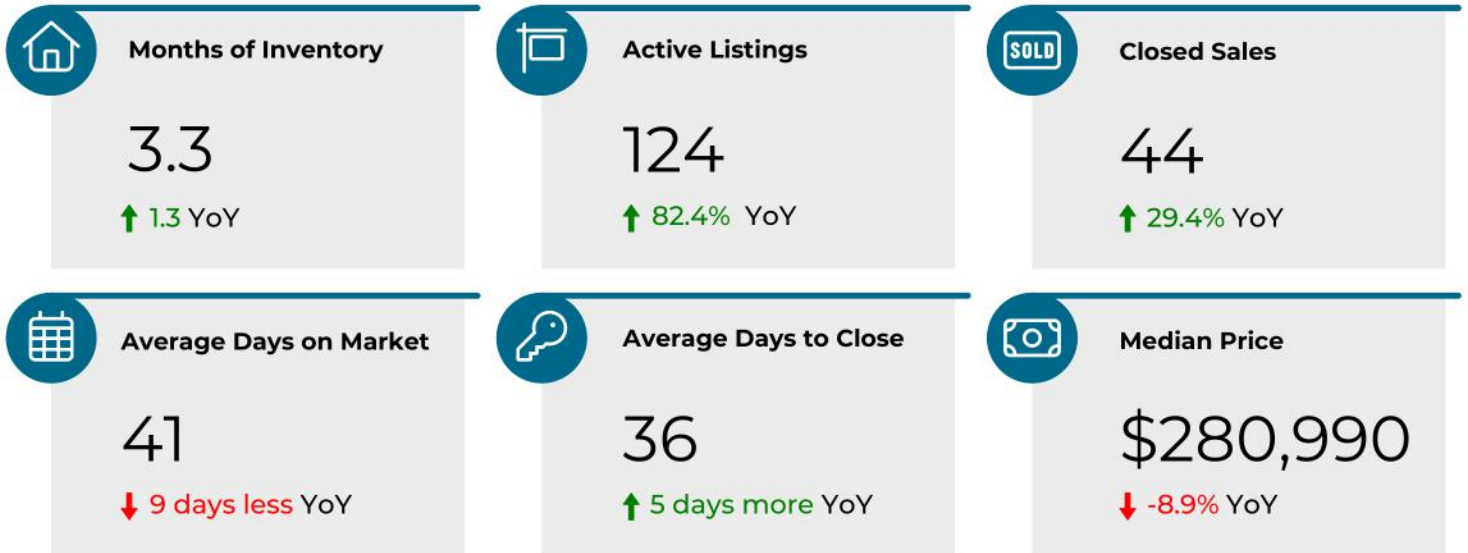 Months of Inventory
3.3
↑ 1.3 YoY
Active Listings
124
↑ 82.4% YoY
SOLD
Closed Sales
44
↑ 29.4% YoY
Average Days on Market
41
↓ 9 days less YoY
Average Days to Close
36
↑ 5 days more YoY
Median Price
$280,990
↓ -8.9% YoY